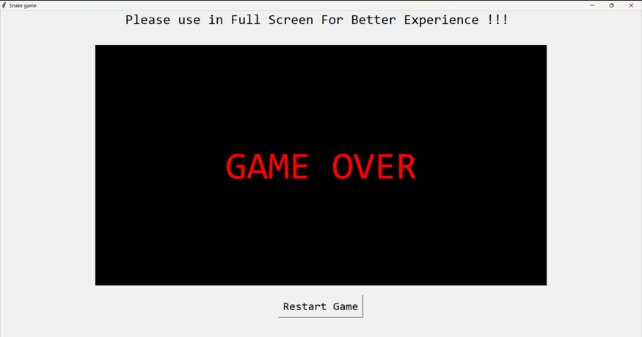 Snake game
Please use in Full Screen For Better Experience !!!
GAME OVER
Restart Game